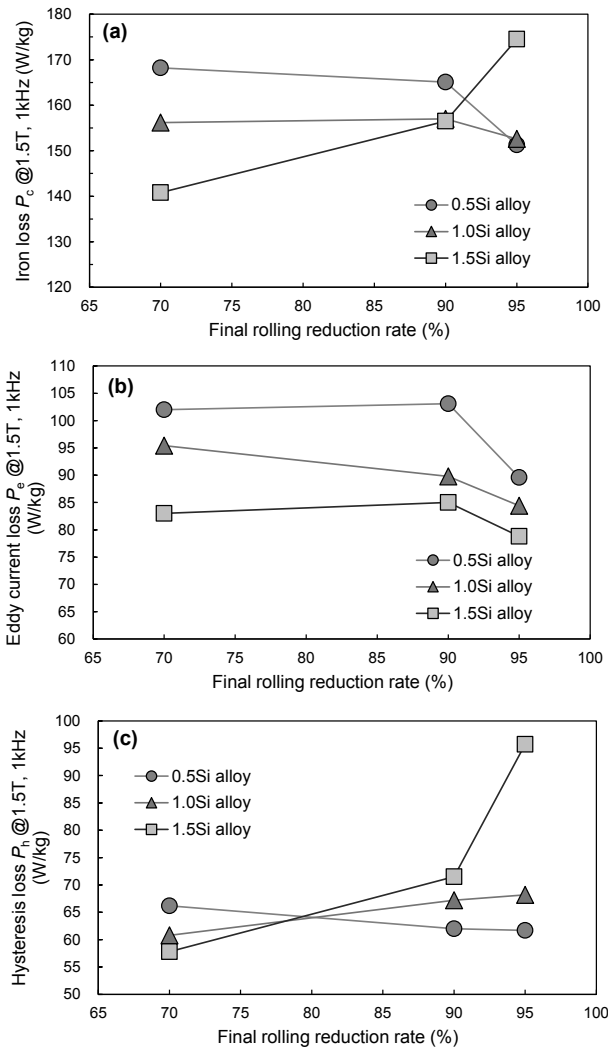 (a)
180
170
160
150
140
130
120
Iron loss Pc @1.5T, 1kHz (W/kg)
0.5Si alloy
1.0Si alloy
1.5Si alloy
65 70 75 80 85 90 95 100
Final rolling reduction rate (%)
(b)
110
105
100
95
90
85
80
75
70
65
60
Eddy current loss Pe @1.5T, 1kHz
(W/kg)
0.5Si alloy
1.0Si alloy
1.5Si alloy
65 70 75 80 85 90 95 100
Final rolling reduction rate (%)
(c)
100
95
90
85
80
75
70
65
60
55
50
Hysteresis loss Ph @1.5T, 1kHz
(W/kg)
0.5Si alloy
1.0Si alloy
1.5Si alloy
65 70 75 80 85 90 95 100
Final rolling reduction rate (%)